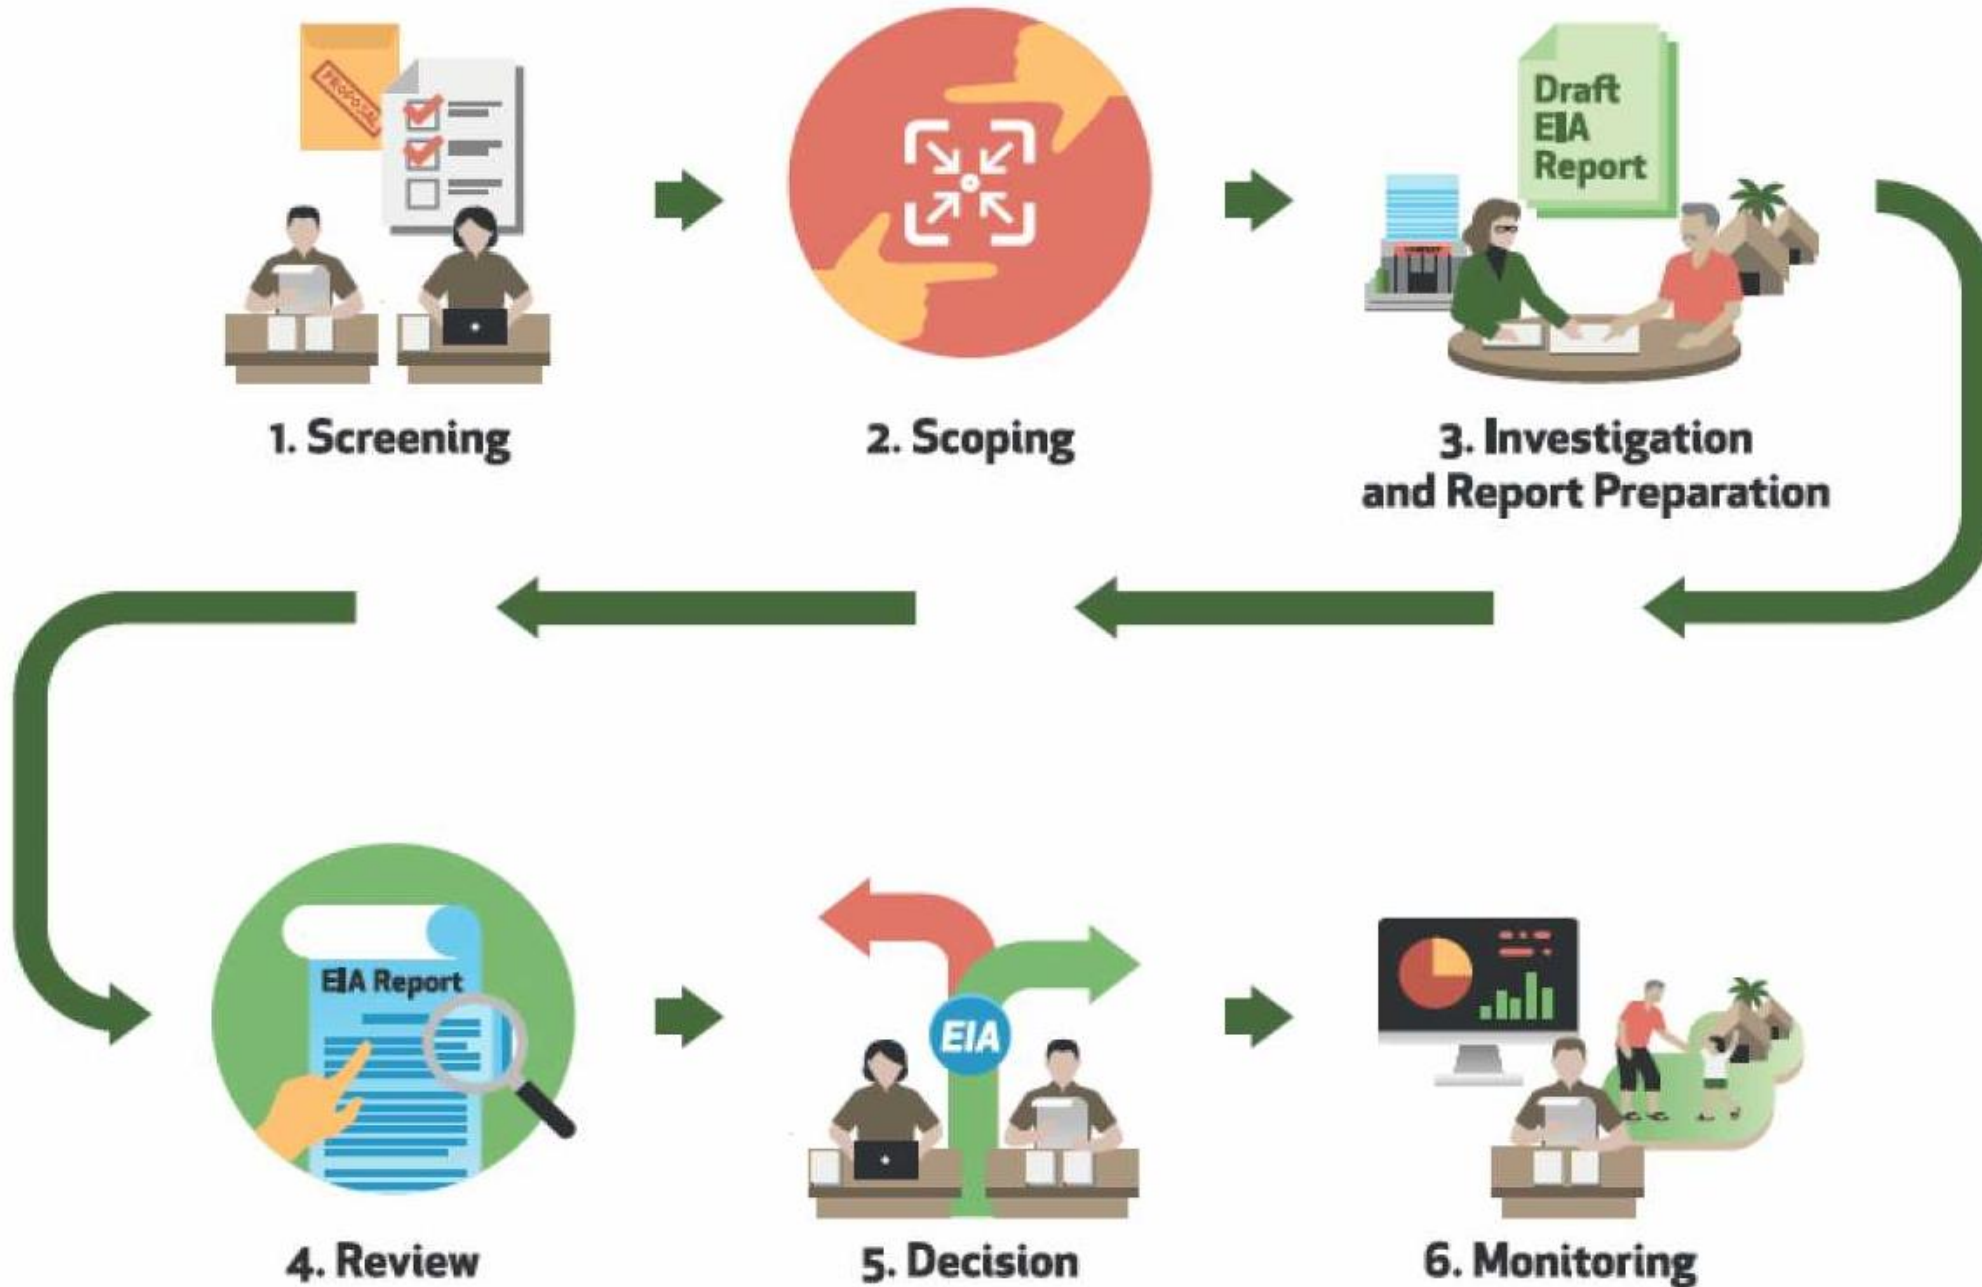 PROPOSAL
Draft
EIA
Report
1. Screening
2. Scoping
3. Investigation
and Report Preparation
EIA Report
EIA
4. Review
5. Decision
6. Monitoring